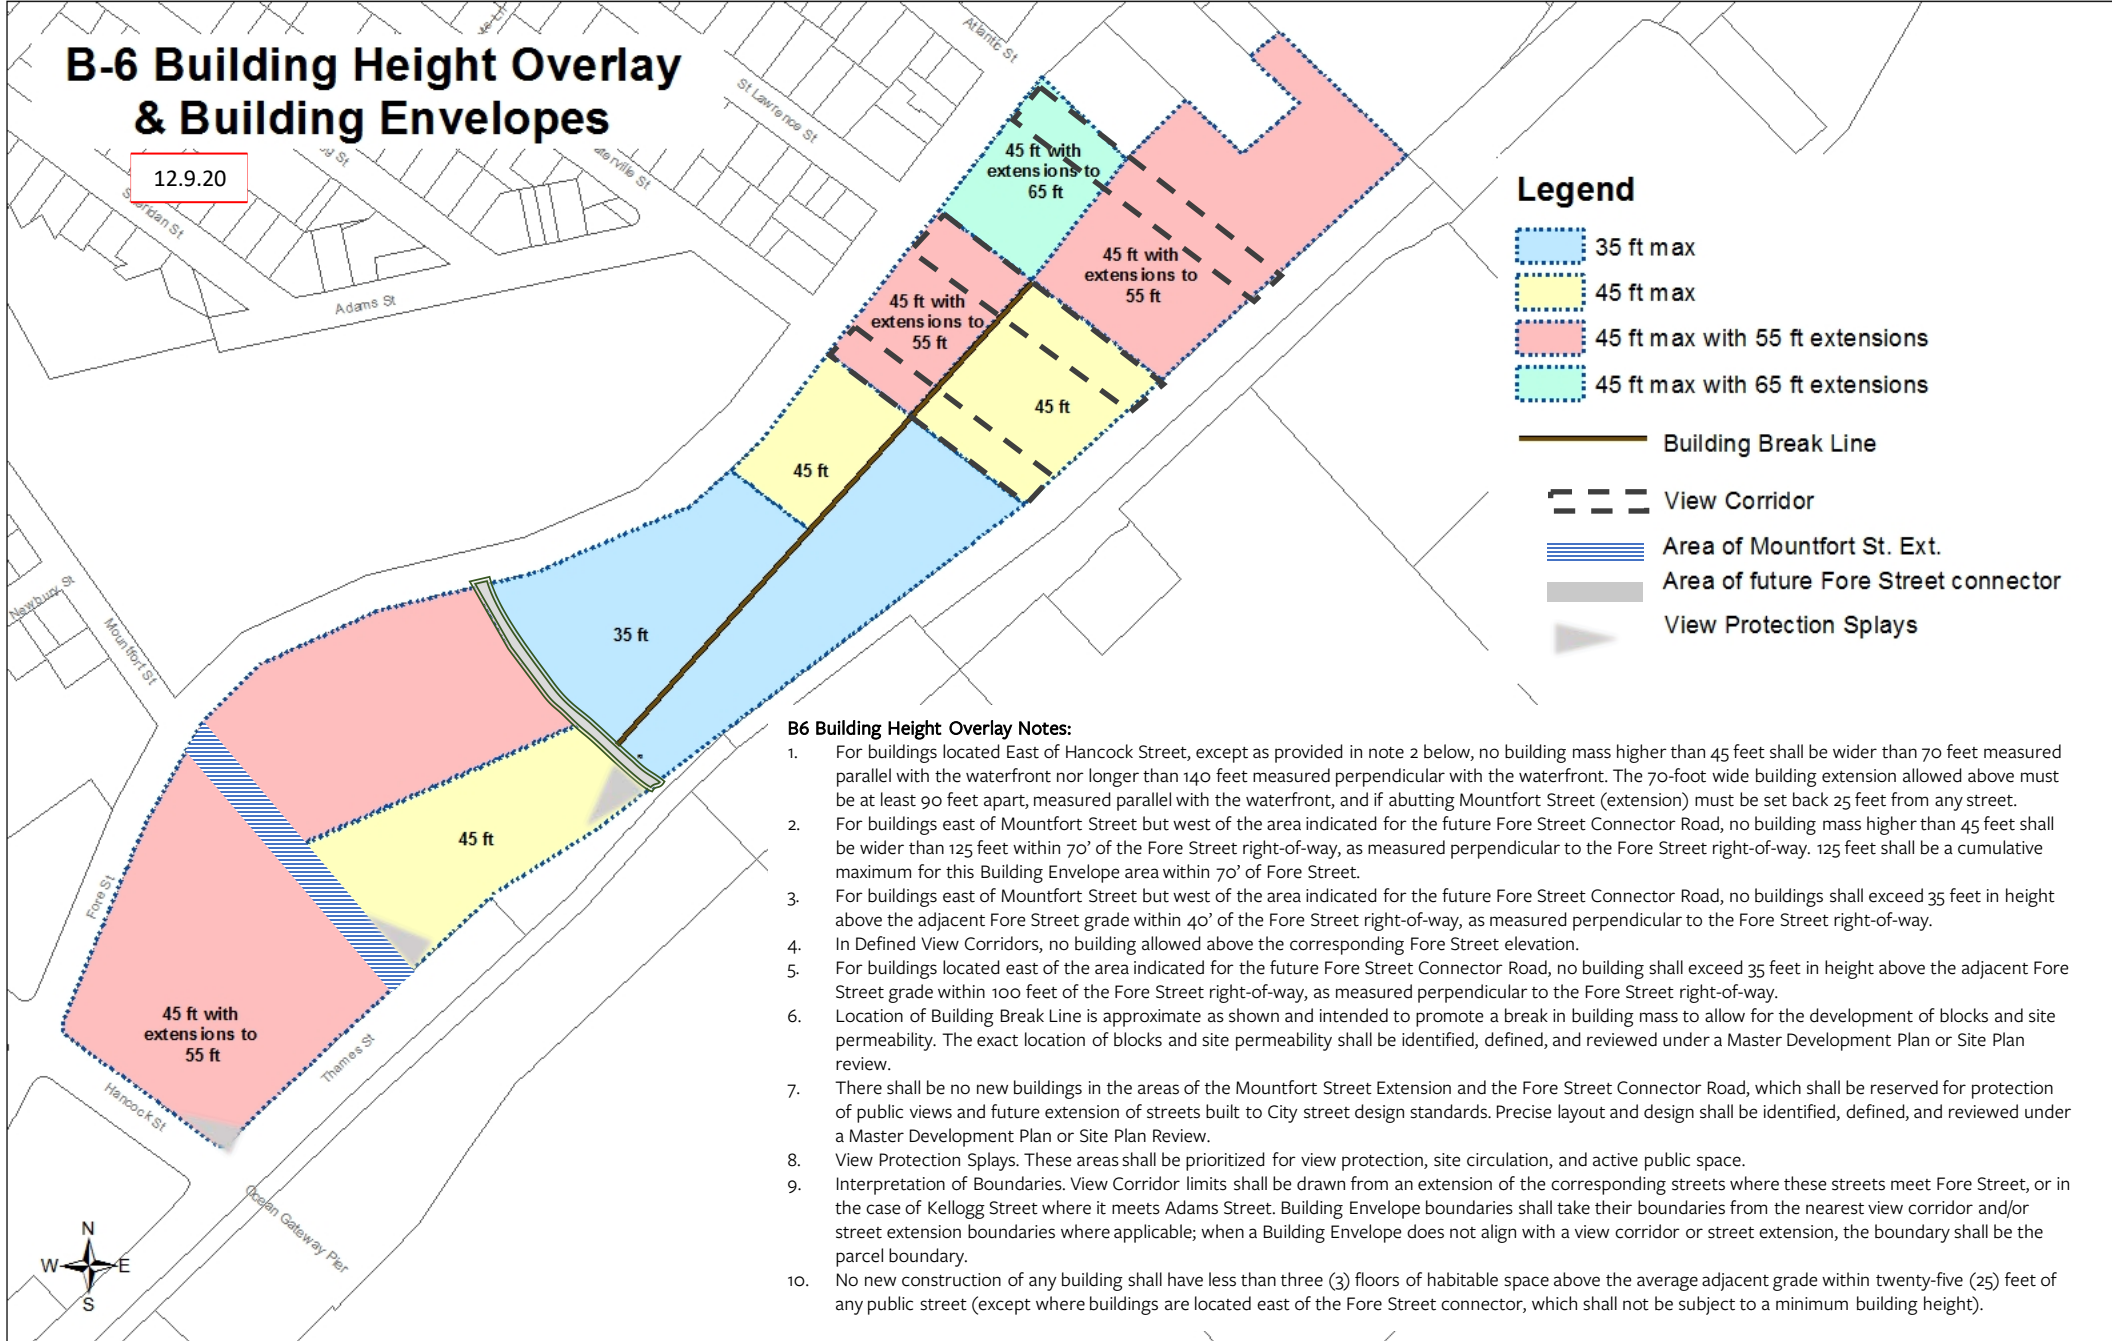 B-6 Building Height Overlay
& Building Envelopes
12.9.20
Atlantic St
St Lawrence St
Adams St
Newbury St
Mountfort St
Fore St
Hancock St
Thames St
Ocean Gateway Pier
45 ft with
extensions to
65 ft
45 ft with
extensions to
55 ft
45 ft with
extensions to
55 ft
45 ft
45 ft
35 ft
45 ft
45 ft with
extensions to
55 ft
N
W
E
S
Legend
35 ft max
45 ft max
45 ft max with 55 ft extensions
45 ft max with 65 ft extensions
Building Break Line
View Corridor
Area of Mountfort St. Ext.
Area of future Fore Street connector
View Protection Splays
B6 Building Height Overlay Notes:
1. For buildings located East of Hancock Street, except as provided in note 2 below, no building mass higher than 45 feet shall be wider than 70 feet measured
parallel with the waterfront nor longer than 140 feet measured perpendicular with the waterfront. The 70-foot wide building extension allowed above must
be at least 90 feet apart, measured parallel with the waterfront, and if abutting Mountfort Street (extension) must be set back 25 feet from any street.
2. For buildings east of Mountfort Street but west of the area indicated for the future Fore Street Connector Road, no building mass higher than 45 feet shall
be wider than 125 feet within 70' of the Fore Street right-of-way, as measured perpendicular to the Fore Street right-of-way. 125 feet shall be a cumulative
maximum for this Building Envelope area within 70' of Fore Street.
3. For buildings east of Mountfort Street but west of the area indicated for the future Fore Street Connector Road, no buildings shall exceed 35 feet in height
above the adjacent Fore Street grade within 40' of the Fore Street right-of-way, as measured perpendicular to the Fore Street right-of-way.
4. In Defined View Corridors, no building allowed above the corresponding Fore Street elevation.
5. For buildings located east of the area indicated for the future Fore Street Connector Road, no building shall exceed 35 feet in height above the adjacent Fore
Street grade within 100 feet of the Fore Street right-of-way, as measured perpendicular to the Fore Street right-of-way.
6. Location of Building Break Line is approximate as shown and intended to promote a break in building mass to allow for the development of blocks and site
permeability. The exact location of blocks and site permeability shall be identified, defined, and reviewed under a Master Development Plan or Site Plan
review.
7. There shall be no new buildings in the areas of the Mountfort Street Extension and the Fore Street Connector Road, which shall be reserved for protection
of public views and future extension of streets built to City street design standards. Precise layout and design shall be identified, defined, and reviewed under
a Master Development Plan or Site Plan Review.
8. View Protection Splays. These areas shall be prioritized for view protection, site circulation, and active public space.
9. Interpretation of Boundaries. View Corridor limits shall be drawn from an extension of the corresponding streets where these streets meet Fore Street, or in
the case of Kellogg Street where it meets Adams Street. Building Envelope boundaries shall take their boundaries from the nearest view corridor and/or
street extension boundaries where applicable; when a Building Envelope does not align with a view corridor or street extension, the boundary shall be the
parcel boundary.
10. No new construction of any building shall have less than three (3) floors of habitable space above the average adjacent grade within twenty-five (25) feet of
any public street (except where buildings are located east of the Fore Street connector, which shall not be subject to a minimum building height).